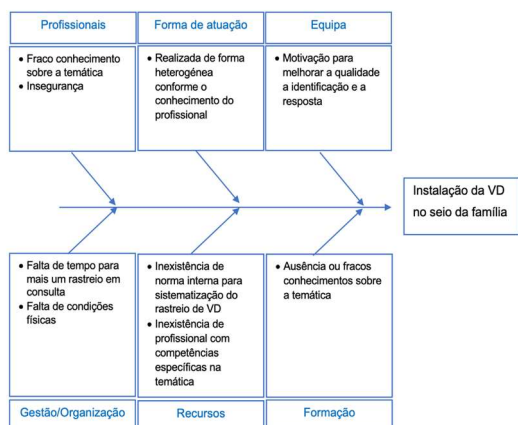 Profissionais
• Fraco conhecimento
sobre a temática
• Insegurança
Forma de atuação
• Realizada de forma
heterogénea
conforme o
conhecimento do
profissional
Equipa
• Motivação para
melhorar a qualidade
a identificação e a
resposta
Instalação da VD
no seio da família
• Falta de tempo para
mais um rastreio em
consulta
• Falta de condições
físicas
Gestão/Organização
• Inexistência de
norma interna para
sistematização do
rastreio de VD
• Inexistência de
profissional com
competências
específicas na
temática
Recursos
• Ausência ou fracos
conhecimentos sobre
a temática
Formação